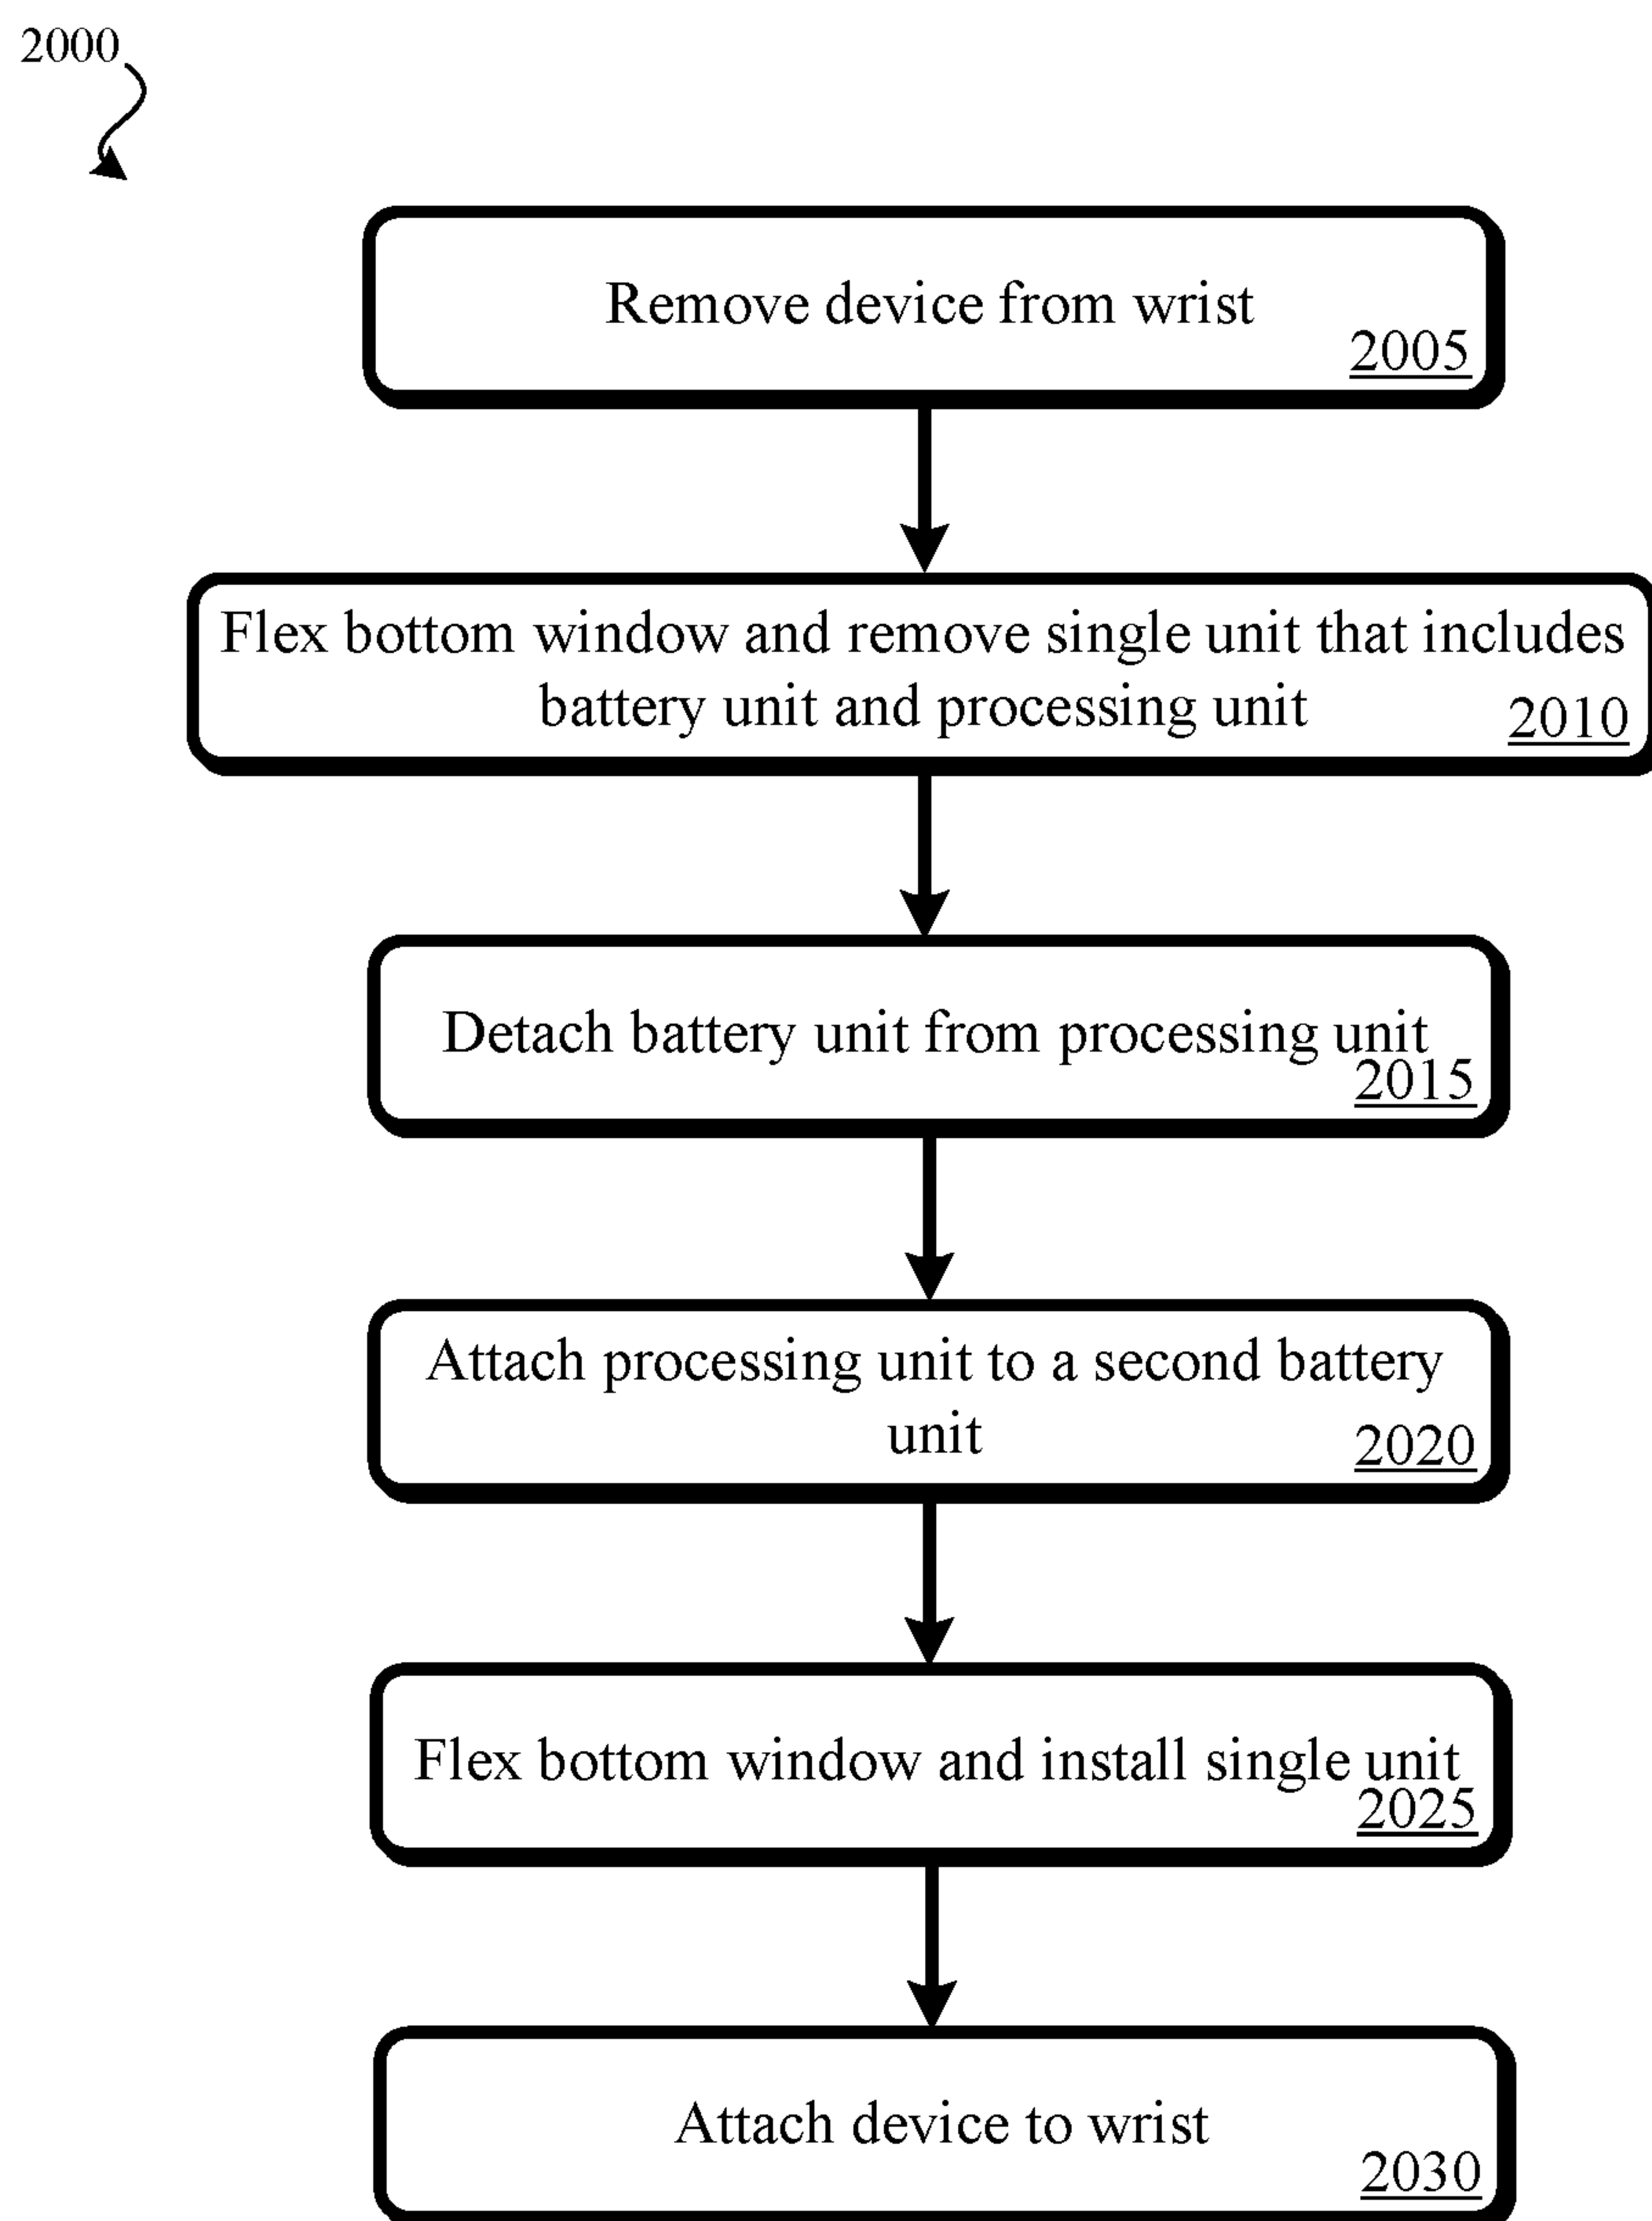 2000
Remove device from wrist
2005
Flex bottom window and remove single unit that includes
battery unit and processing unit
2010
Detach battery unit from processing unit
2015
Attach processing unit to a second battery
unit
2020
Flex bottom window and install single unit
2025
Attach device to wrist
2030